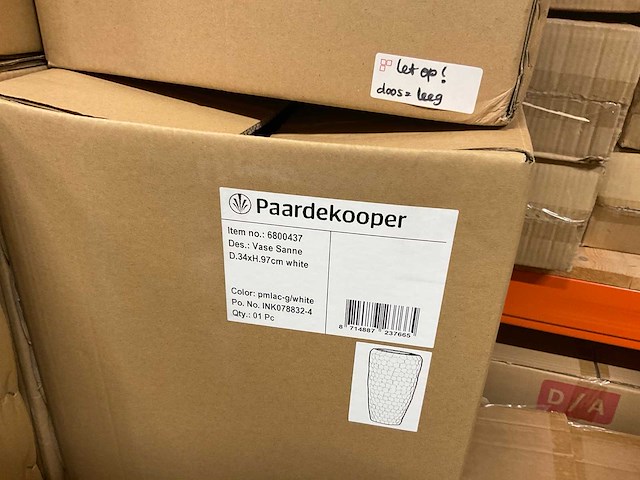 let op!
doos = leeg
Paardekooper
Item no.: 6800437
Des.: Vase Sanne
D.34xH.97cm white
Color: pmlac-g/white
Po. No. INK078832-4
Qty.: 01 Pc
8 714887 237665
D/A